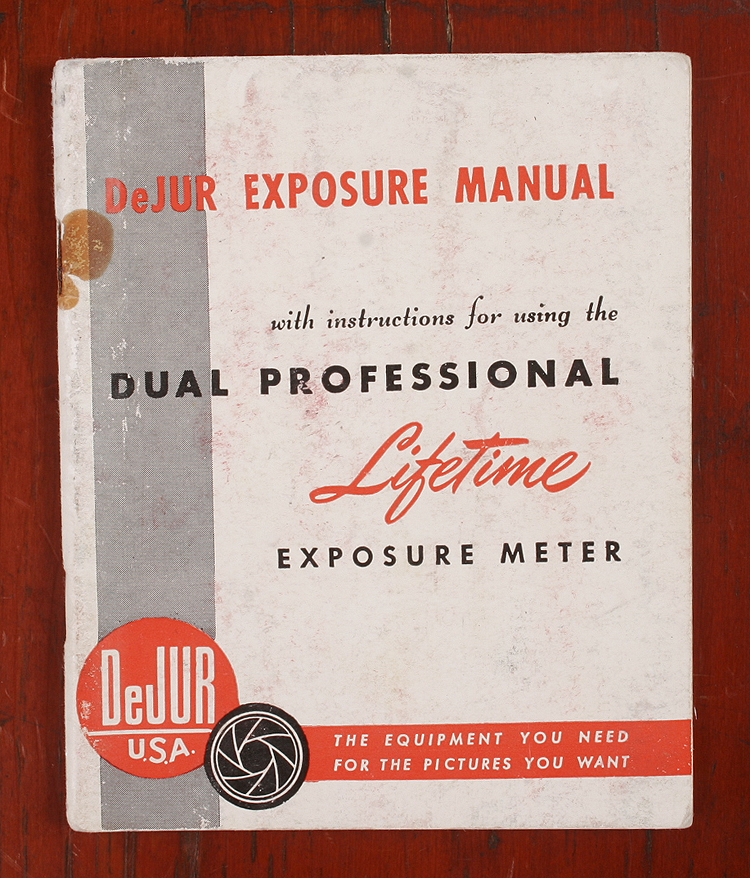 DeJUR EXPOSURE MANUAL
with instructions for using the
DUAL PROFESSIONAL
Lifetime
EXPOSURE METER
DeJUR
U.S.A.
THE EQUIPMENT YOU NEED
FOR THE PICTURES YOU WANT